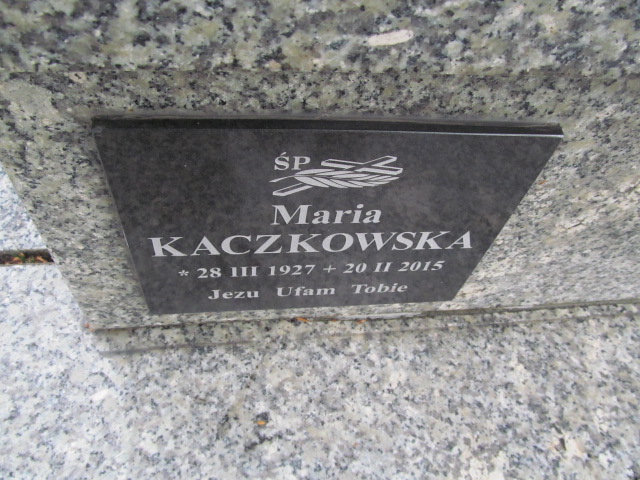 ŚP
Maria
KACZKOWSKA
* 28 III 1927 + 20 II 2015
Jezu Ufam Tobie